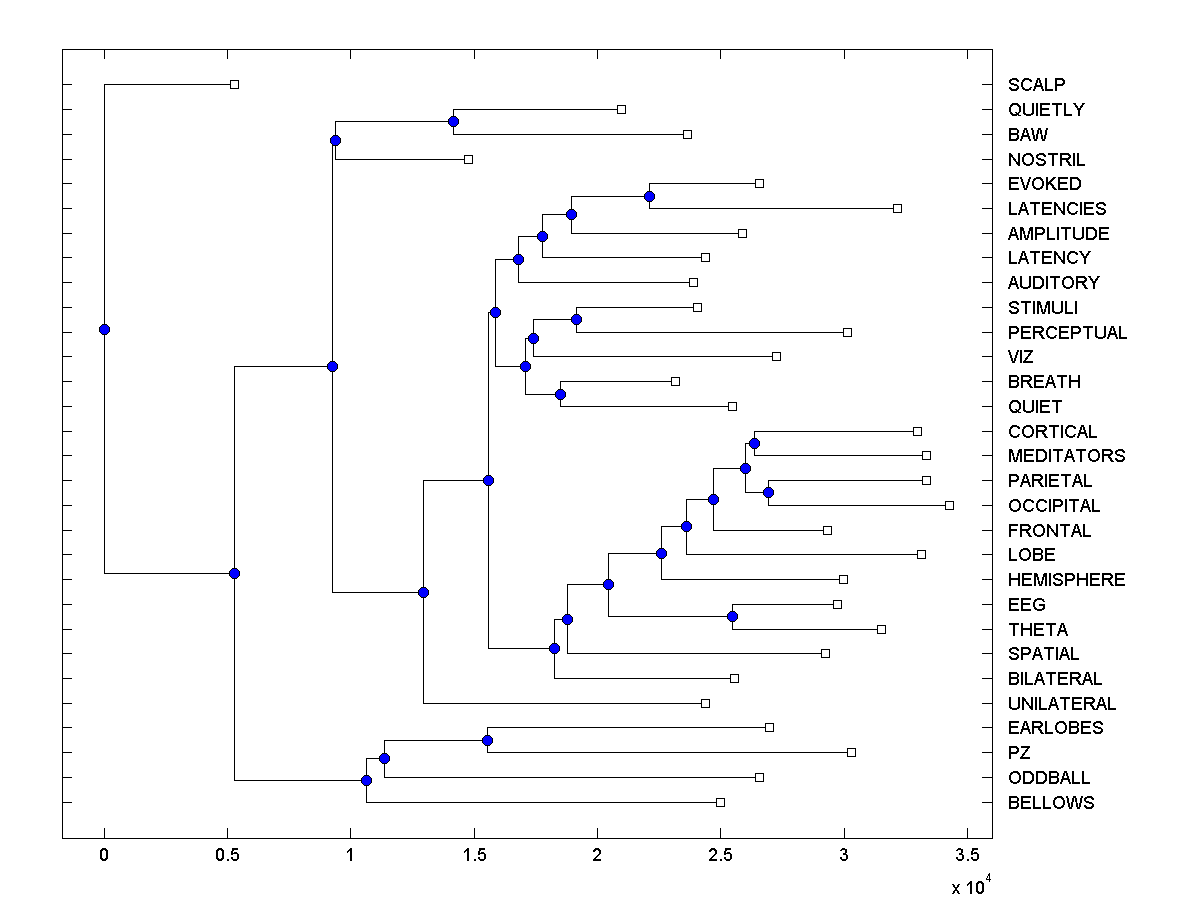 SCALP
QUIETLY
BAW
NOSTRIL
EVOKED
LATENCIES
AMPLITUDE
LATENCY
AUDITORY
STIMULI
PERCEPTUAL
VIZ
BREATH
QUIET
CORTICAL
MEDITATORS
PARIETAL
OCCIPITAL
FRONTAL
LOBE
HEMISPHERE
EEG
THETA
SPATIAL
BILATERAL
UNILATERAL
EARLOBES
PZ
ODDBALL
BELLOWS
0 0.5 1 1.5 2 2.5 3 3.5
x 10^4